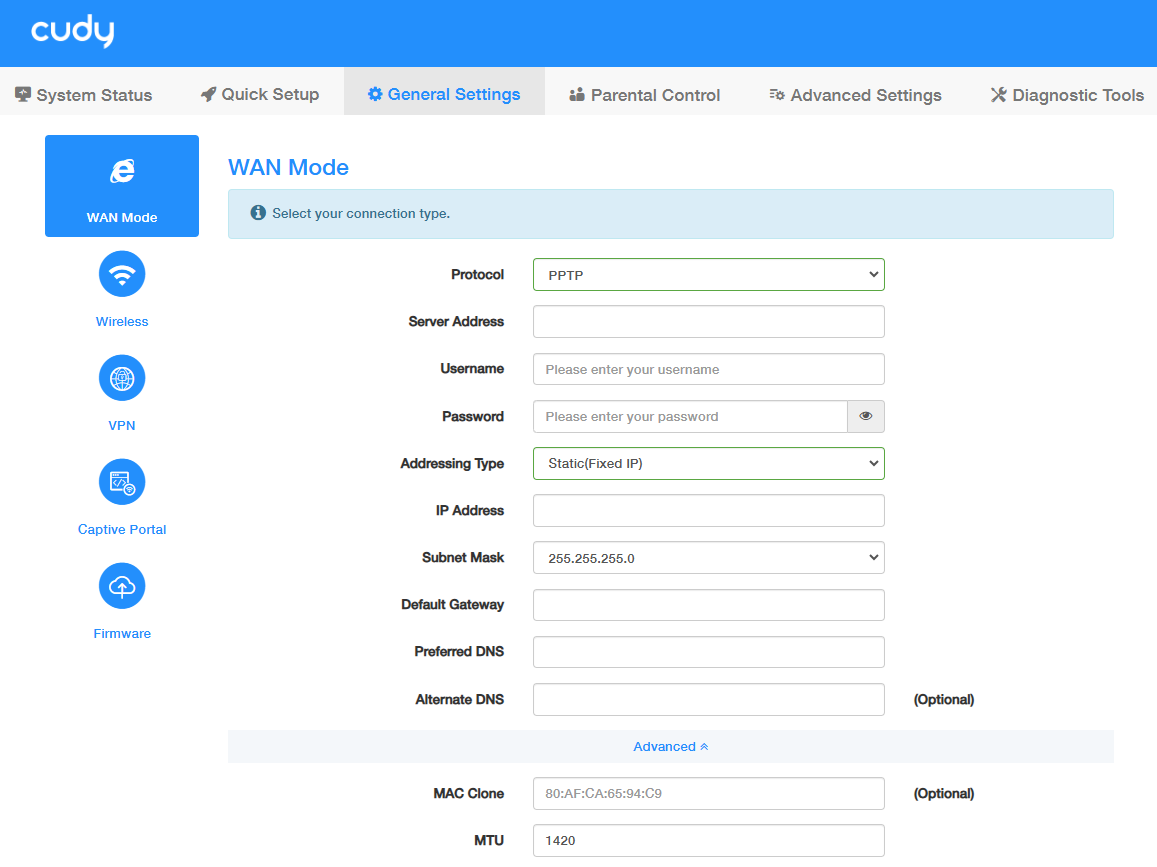 cudy
System Status
Quick Setup
General Settings
Parental Control
Advanced Settings
Diagnostic Tools
WAN Mode
Wireless
VPN
Captive Portal
Firmware
WAN Mode
Select your connection type.
Protocol PPTP
Server Address
Username Please enter your username
Password Please enter your password
Addressing Type Static(Fixed IP)
IP Address
Subnet Mask 255.255.255.0
Default Gateway
Preferred DNS
Alternate DNS (Optional)
Advanced
MAC Clone 80:AF:CA:65:94:C9 (Optional)
MTU 1420